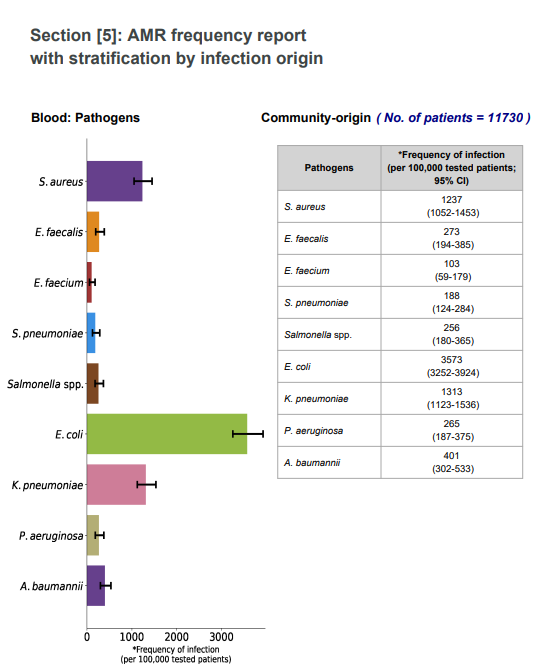 Section [5]: AMR frequency report
with stratification by infection origin
Blood: Pathogens
S. aureus
E. faecalis
E. faecium
S. pneumoniae
Salmonella spp.
E. coli
K. pneumoniae
P. aeruginosa
A. baumannii
0 1000 2000 3000
*Frequency of infection
(per 100,000 tested patients)
Community-origin ( No. of patients = 11730 )
Pathogens
*Frequency of infection
(per 100,000 tested patients;
95% CI)
S. aureus
1237
(1052-1453)
E. faecalis
273
(194-385)
E. faecium
103
(59-179)
S. pneumoniae
188
(124-284)
Salmonella spp.
256
(180-365)
E. coli
3573
(3252-3924)
K. pneumoniae
1313
(1123-1536)
P. aeruginosa
265
(187-375)
A. baumannii
401
(302-533)